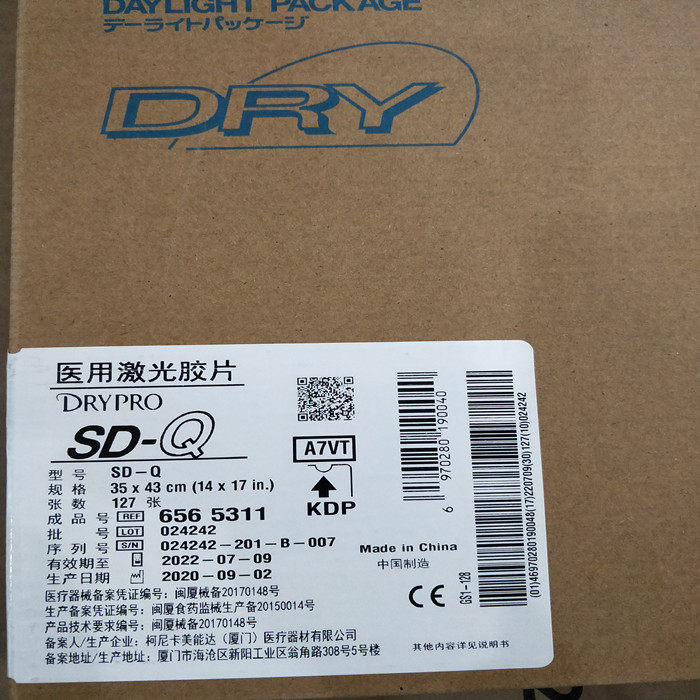 DAYLIGHT PACKAGE
デーライトパッケージ
DRY
医用激光胶片
DRYPRO
SD-Q
A7VT
KDP
型号 SD-Q
规格 35 x 43 cm (14 x 17 in.)
张数 127 张
成品号 REF 656 5311
批号 LOT 024242
序列号 S/N 024242-201-B-007
有效期至 2022-07-09
生产日期 2020-09-02
医疗器械备案凭证编号：闽厦械备20170148号
生产备案凭证编号：闽厦食药监械生产备20150014号
产品技术要求编号：闽厦械备20170148号
备案人/生产企业：柯尼卡美能达（厦门）医疗器材有限公司
备案地址/生产地址：厦门市海沧区新阳工业区翁角路308号5号楼
Made in China
中国制造
CE
其他内容详见说明书
6 970280 190040
GS1-128
(01)46970280190048(17)220709(30)127(10)024242